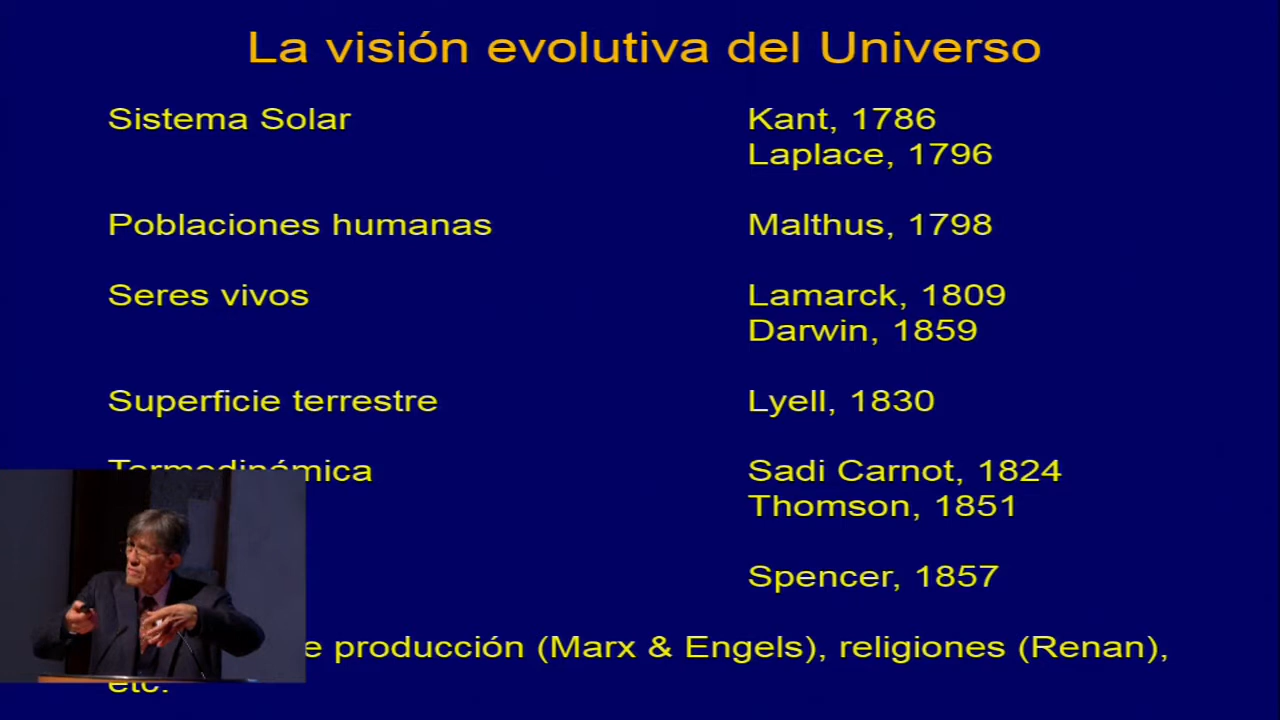 La visión evolutiva del Universo
Sistema Solar Kant, 1786
Laplace, 1796
Poblaciones humanas Malthus, 1798
Seres vivos Lamarck, 1809
Darwin, 1859
Superficie terrestre Lyell, 1830
Termodinámica Sadi Carnot, 1824
Thomson, 1851
Spencer, 1857
producción (Marx & Engels), religiones (Renan),
etc.